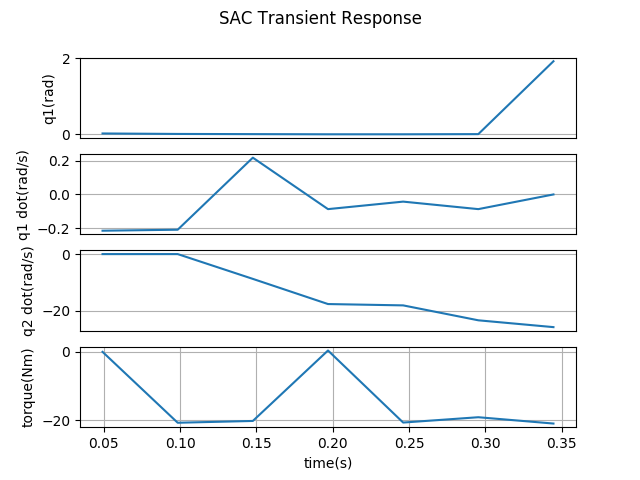 SAC Transient Response
q1(rad)
2
0
q1 dot(rad/s)
0.2
0.0
−0.2
q2 dot(rad/s)
0
−20
torque(Nm)
0
−20
0.05 0.10 0.15 0.20 0.25 0.30 0.35
time(s)